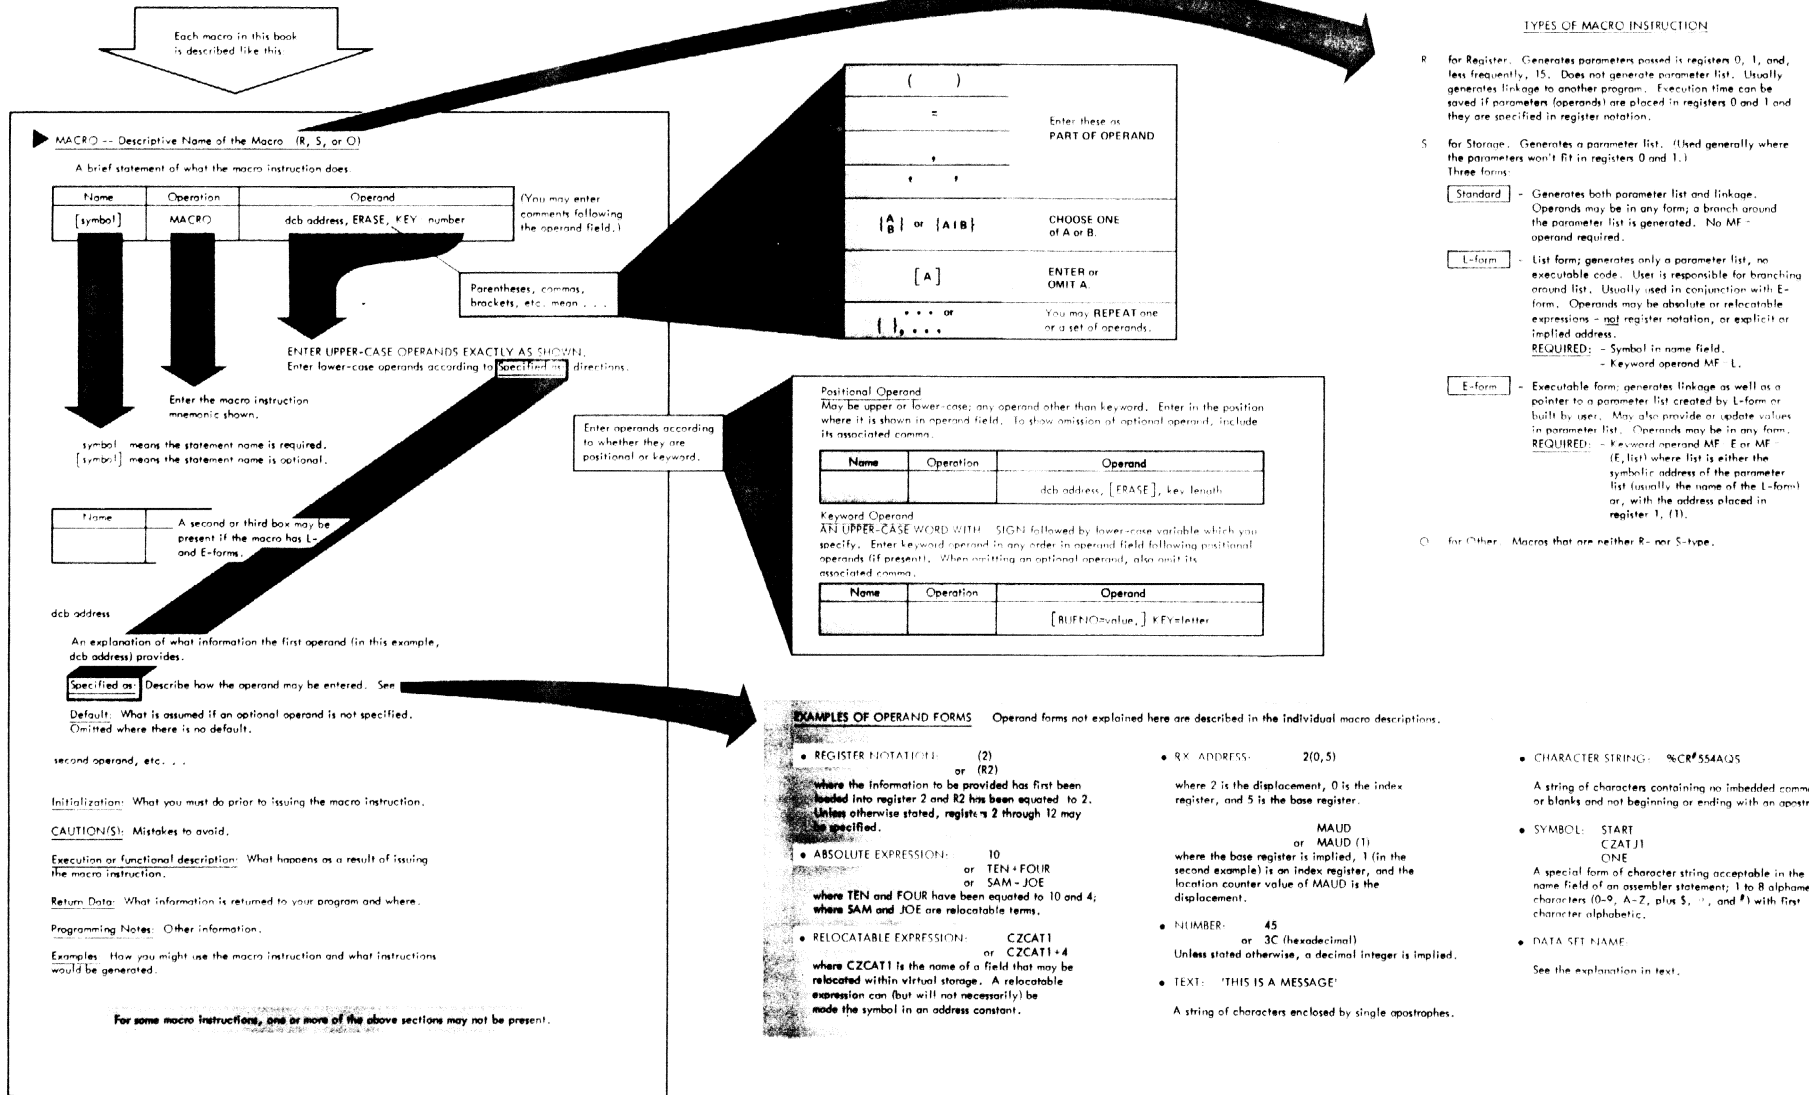 Each macro in this book
is described like this:
MACRO -- Descriptive Name of the Macro (R, S, or O)
A brief statement of what the macro instruction does.
Name Operation Operand
[symbol] MACRO dcb address, ERASE, KEY number
(You may enter
comments following
the operand field.)
Parentheses, commas,
brackets, etc. mean . . .
ENTER UPPER-CASE OPERANDS EXACTLY AS SHOWN.
Enter lower-case operands according to Specified as: directions.
Enter the macro instruction
mnemonic shown.
symbol means the statement name is required.
[symbol] means the statement name is optional.
Name
A second or third box may be
present if the macro has L-
and E-forms.
dcb address
An explanation of what information the first operand (in this example,
dcb address) provides.
Specified as: Describe how the operand may be entered. See
Default: What is assumed if an optional operand is not specified.
Omitted where there is no default.
second operand, etc. . .
Initialization: What you must do prior to issuing the macro instruction.
CAUTION(S): Mistakes to avoid.
Execution or functional description: What happens as a result of issuing
the macro instruction.
Return Data: What information is returned to your program and where.
Programming Notes: Other information.
Examples How you might use the macro instruction and what instructions
would be generated.
For some macro instructions, one or more of the above sections may not be present.
( )
=
,
' '
Enter these as
PART OF OPERAND
{A B} or {A|B}
CHOOSE ONE
of A or B.
[A]
ENTER or
OMIT A.
. . . or
{ }, . . .
You may REPEAT one
or a set of operands.
Enter operands according
to whether they are
positional or keyword.
Positional Operand
May be upper or lower-case; any operand other than keyword. Enter in the position
where it is shown in operand field. To show omission of optional operand, include
its associated comma.
Name Operation Operand
dcb address, [ERASE], key length
Keyword Operand
AN UPPER-CASE WORD WITH SIGN followed by lower-case variable which you
specify. Enter keyword operand in any order in operand field following positional
operands (if present). When omitting an optional operand, also omit its
associated comma.
Name Operation Operand
[BUFNO=value,] KEY=letter
TYPES OF MACRO INSTRUCTION
R for Register. Generates parameters passed is registers 0, 1, and,
less frequently, 15. Does not generate parameter list. Usually
generates linkage to another program. Execution time can be
saved if parameters (operands) are placed in registers 0 and 1 and
they are specified in register notation.
S for Storage. Generates a parameter list. (Used generally where
the parameters won't fit in registers 0 and 1.)
Three forms:
Standard - Generates both parameter list and linkage.
Operands may be in any form; a branch around
the parameter list is generated. No MF =
operand required.
L-form - List form; generates only a parameter list, no
executable code. User is responsible for branching
around list. Usually used in conjunction with E-
form. Operands may be absolute or relocatable
expressions - not register notation, or explicit or
implied address.
REQUIRED: - Symbol in name field.
- Keyword operand MF L.
E-form - Executable form; generates linkage as well as a
pointer to a parameter list created by L-form or
built by user. May also provide or update values
in parameter list. Operands may be in any form.
REQUIRED: - Keyword operand MF E or MF =
(E,list) where list is either the
symbolic address of the parameter
list (usually the name of the L-form)
or, with the address placed in
register 1, (1).
O for Other. Macros that are neither R- nor S-type.
EXAMPLES OF OPERAND FORMS Operand forms not explained here are described in the individual macro descriptions.
• REGISTER NOTATION: (2)
or (R2)
where the information to be provided has first been
loaded into register 2 and R2 has been equated to 2.
Unless otherwise stated, registers 2 through 12 may
be specified.
• ABSOLUTE EXPRESSION: 10
or TEN+FOUR
or SAM-JOE
where TEN and FOUR have been equated to 10 and 4;
where SAM and JOE are relocatable terms.
• RELOCATABLE EXPRESSION: CZCAT1
or CZCAT1+4
where CZCAT1 is the name of a field that may be
relocated within virtual storage. A relocatable
expression can (but will not necessarily) be
made the symbol in an address constant.
• RX ADDRESS: 2(0,5)
where 2 is the displacement, 0 is the index
register, and 5 is the base register.
MAUD
or MAUD (1)
where the base register is implied, 1 (in the
second example) is an index register, and the
location counter value of MAUD is the
displacement.
• NUMBER: 45
or 3C (hexadecimal)
Unless stated otherwise, a decimal integer is implied.
• TEXT: 'THIS IS A MESSAGE'
A string of characters enclosed by single apostrophes.
• CHARACTER STRING: %CR#554AQ5
A string of characters containing no imbedded comm
or blanks and not beginning or ending with an apostr
• SYMBOL: START
CZATJ1
ONE
A special form of character string acceptable in the
name field of an assembler statement; 1 to 8 alphame
characters (0-9, A-Z, plus $, and #) with first
character alphabetic.
• DATA SET NAME:
See the explanation in text.